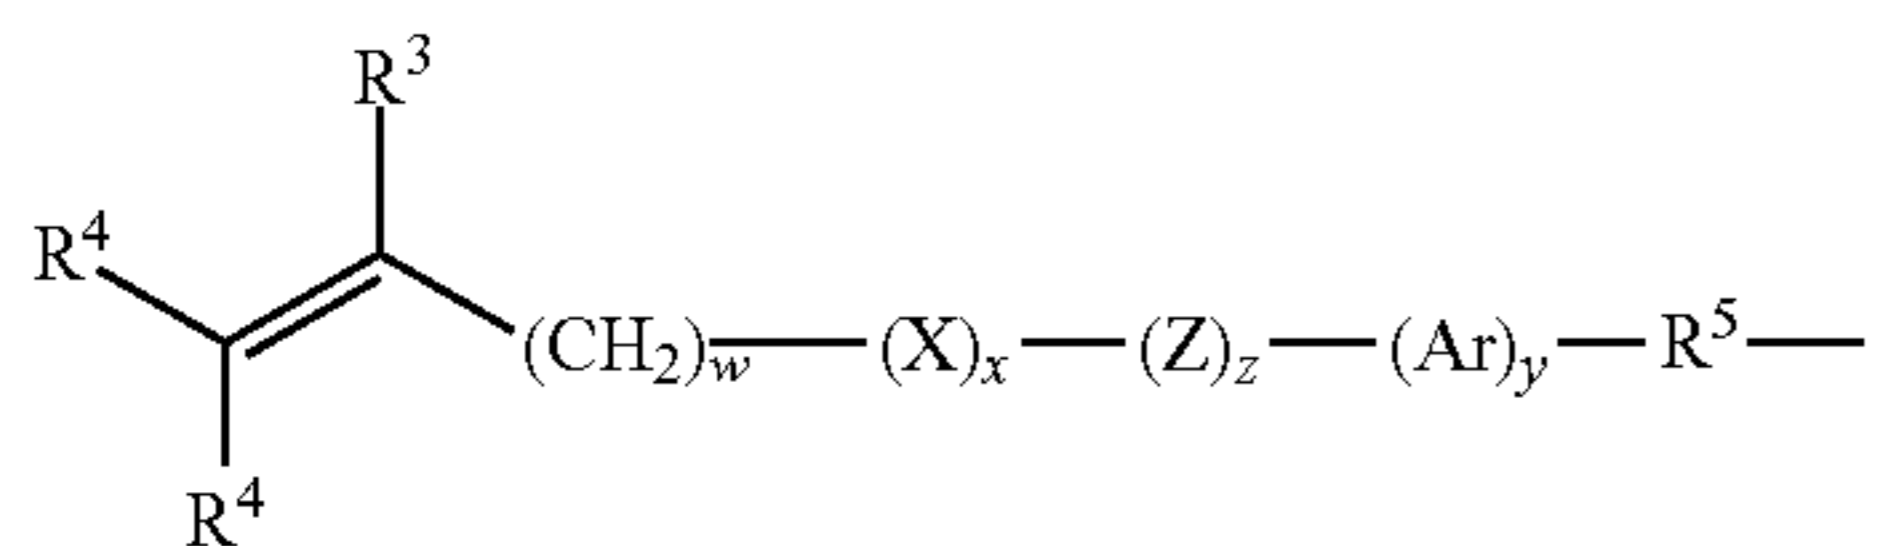 R³
R⁴
(CH₂)w—(X)x—(Z)z—(Ar)y—R⁵—
R⁴